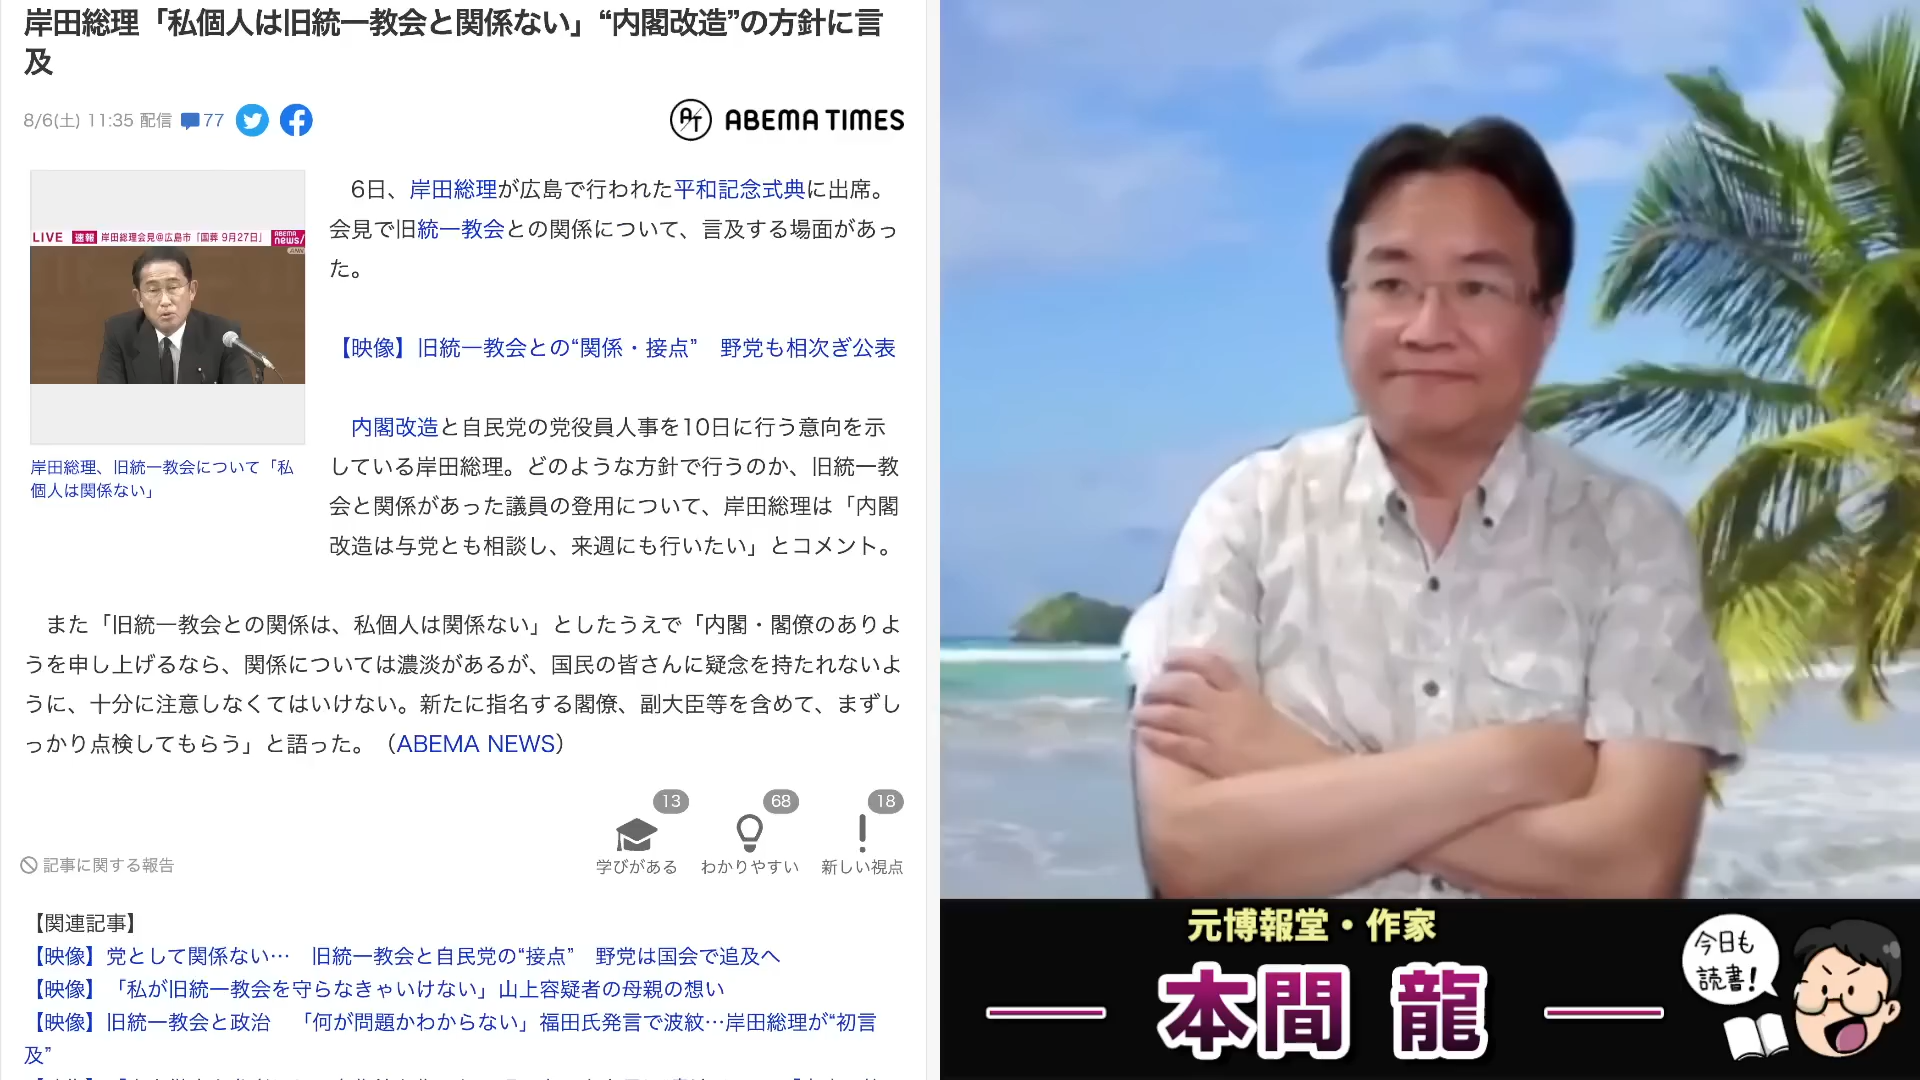 岸田総理「私個人は旧統一教会と関係ない」“内閣改造”の方針に言
及
8/6(土) 11:35 配信 77
ABEMA TIMES
LIVE 速報 岸田総理会見@広島市「国葬 9月27日」 ABEMA NEWS/
ANN
岸田総理、旧統一教会について「私
個人は関係ない」
6日、岸田総理が広島で行われた平和記念式典に出席。
会見で旧統一教会との関係について、言及する場面があっ
た。
【映像】旧統一教会との“関係・接点”　野党も相次ぎ公表
内閣改造と自民党の党役員人事を10日に行う意向を示
している岸田総理。どのような方針で行うのか、旧統一教
会と関係があった議員の登用について、岸田総理は「内閣
改造は与党とも相談し、来週にも行いたい」とコメント。
また「旧統一教会との関係は、私個人は関係ない」としたうえで「内閣・閣僚のありよ
うを申し上げるなら、関係については濃淡があるが、国民の皆さんに疑念を持たれないよ
うに、十分に注意しなくてはいけない。新たに指名する閣僚、副大臣等を含めて、まずし
っかり点検してもらう」と語った。（ABEMA NEWS）
13 68 18
学びがある わかりやすい 新しい視点
記事に関する報告
【関連記事】
【映像】党として関係ない…　旧統一教会と自民党の“接点”　野党は国会で追及へ
【映像】「私が旧統一教会を守らなきゃいけない」山上容疑者の母親の想い
【映像】旧統一教会と政治　「何が問題かわからない」福田氏発言で波紋…岸田総理が“初言
及”
元博報堂・作家
本間 龍
今日も
読書!